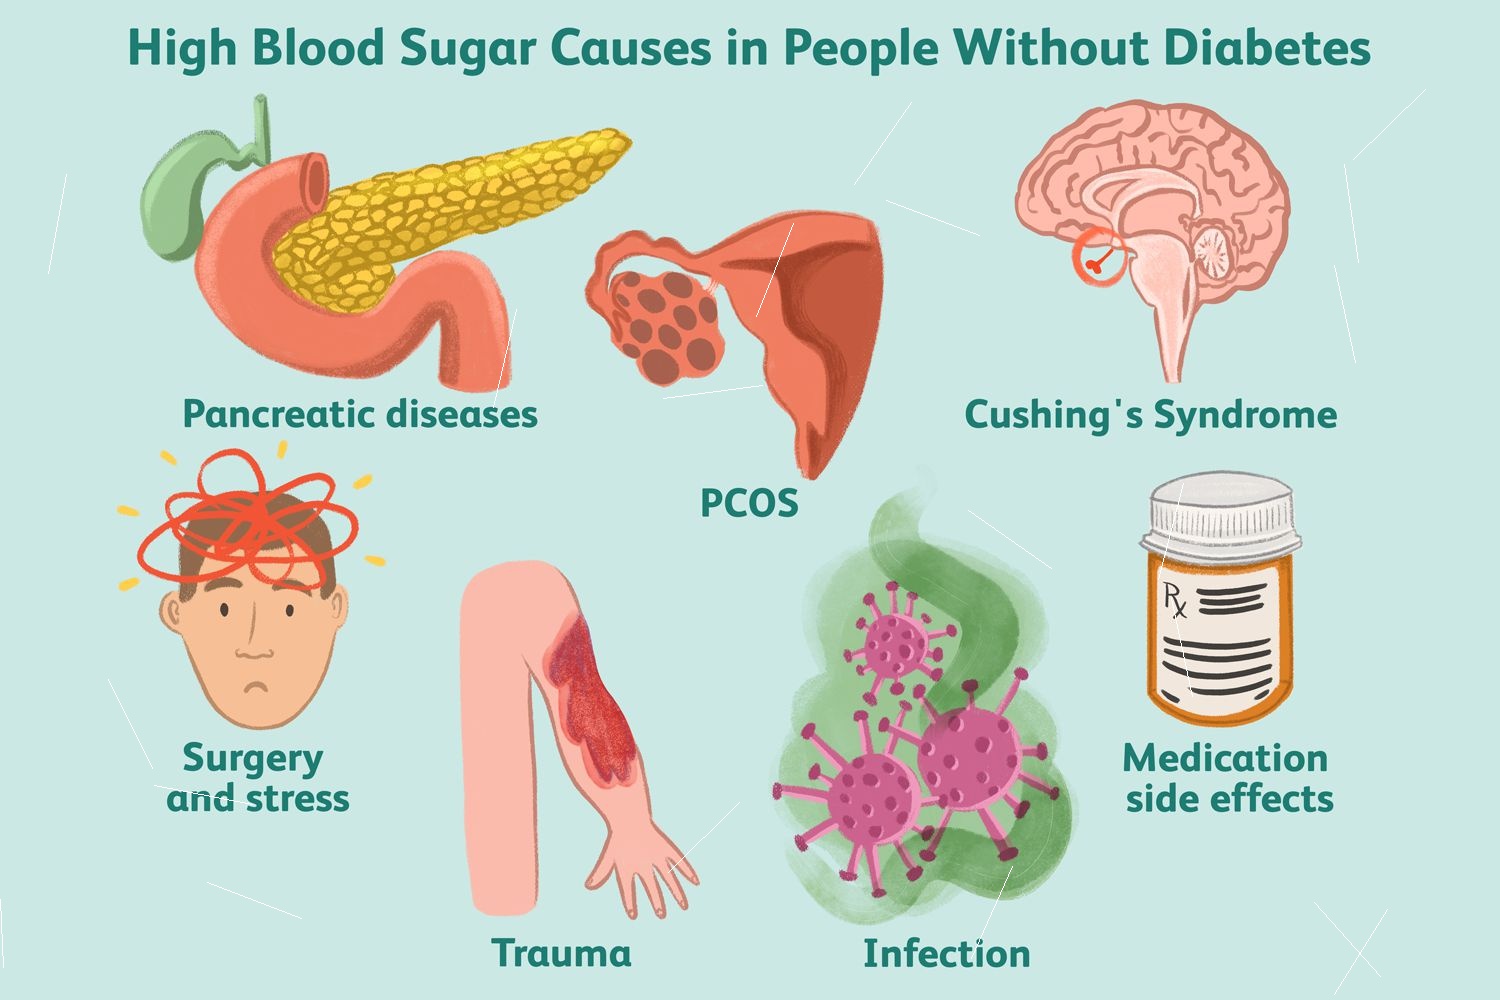 High Blood Sugar Causes in People Without Diabetes
Pancreatic diseases
Cushing's Syndrome
PCOS
Rx
Surgery
and stress
Medication
side effects
Trauma
Infection